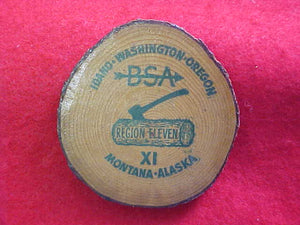 IDAHO·WASHINGTON·OREGON
BSA
REGION ELEVEN
XI
MONTANA·ALASKA